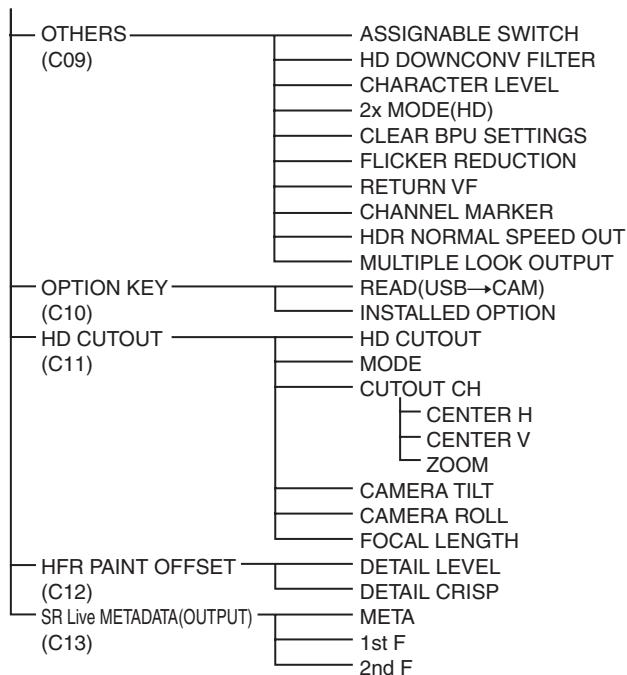 OTHERS
(C09)
ASSIGNABLE SWITCH
HD DOWNCONV FILTER
CHARACTER LEVEL
2x MODE(HD)
CLEAR BPU SETTINGS
FLICKER REDUCTION
RETURN VF
CHANNEL MARKER
HDR NORMAL SPEED OUT
MULTIPLE LOOK OUTPUT
OPTION KEY
(C10)
READ(USB→CAM)
INSTALLED OPTION
HD CUTOUT
(C11)
HD CUTOUT
MODE
CUTOUT CH
CENTER H
CENTER V
ZOOM
CAMERA TILT
CAMERA ROLL
FOCAL LENGTH
HFR PAINT OFFSET
(C12)
DETAIL LEVEL
DETAIL CRISP
SR Live METADATA(OUTPUT)
(C13)
META
1st F
2nd F